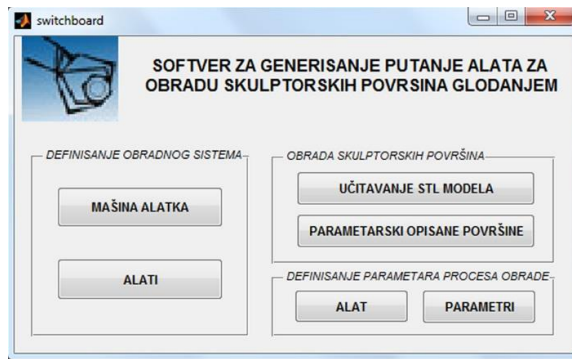 switchboard
SOFTVER ZA GENERISANJE PUTANJE ALATA ZA
OBRADU SKULPTORSKIH POVRSINA GLODANJEM
DEFINISANJE OBRADNOG SISTEMA
MAŠINA ALATKA
ALATI
OBRADA SKULPTORSKIH POVRŠINA
UČITAVANJE STL MODELA
PARAMETARSKI OPISANE POVRŠINE
DEFINISANJE PARAMETARA PROCESA OBRADE
ALAT
PARAMETRI